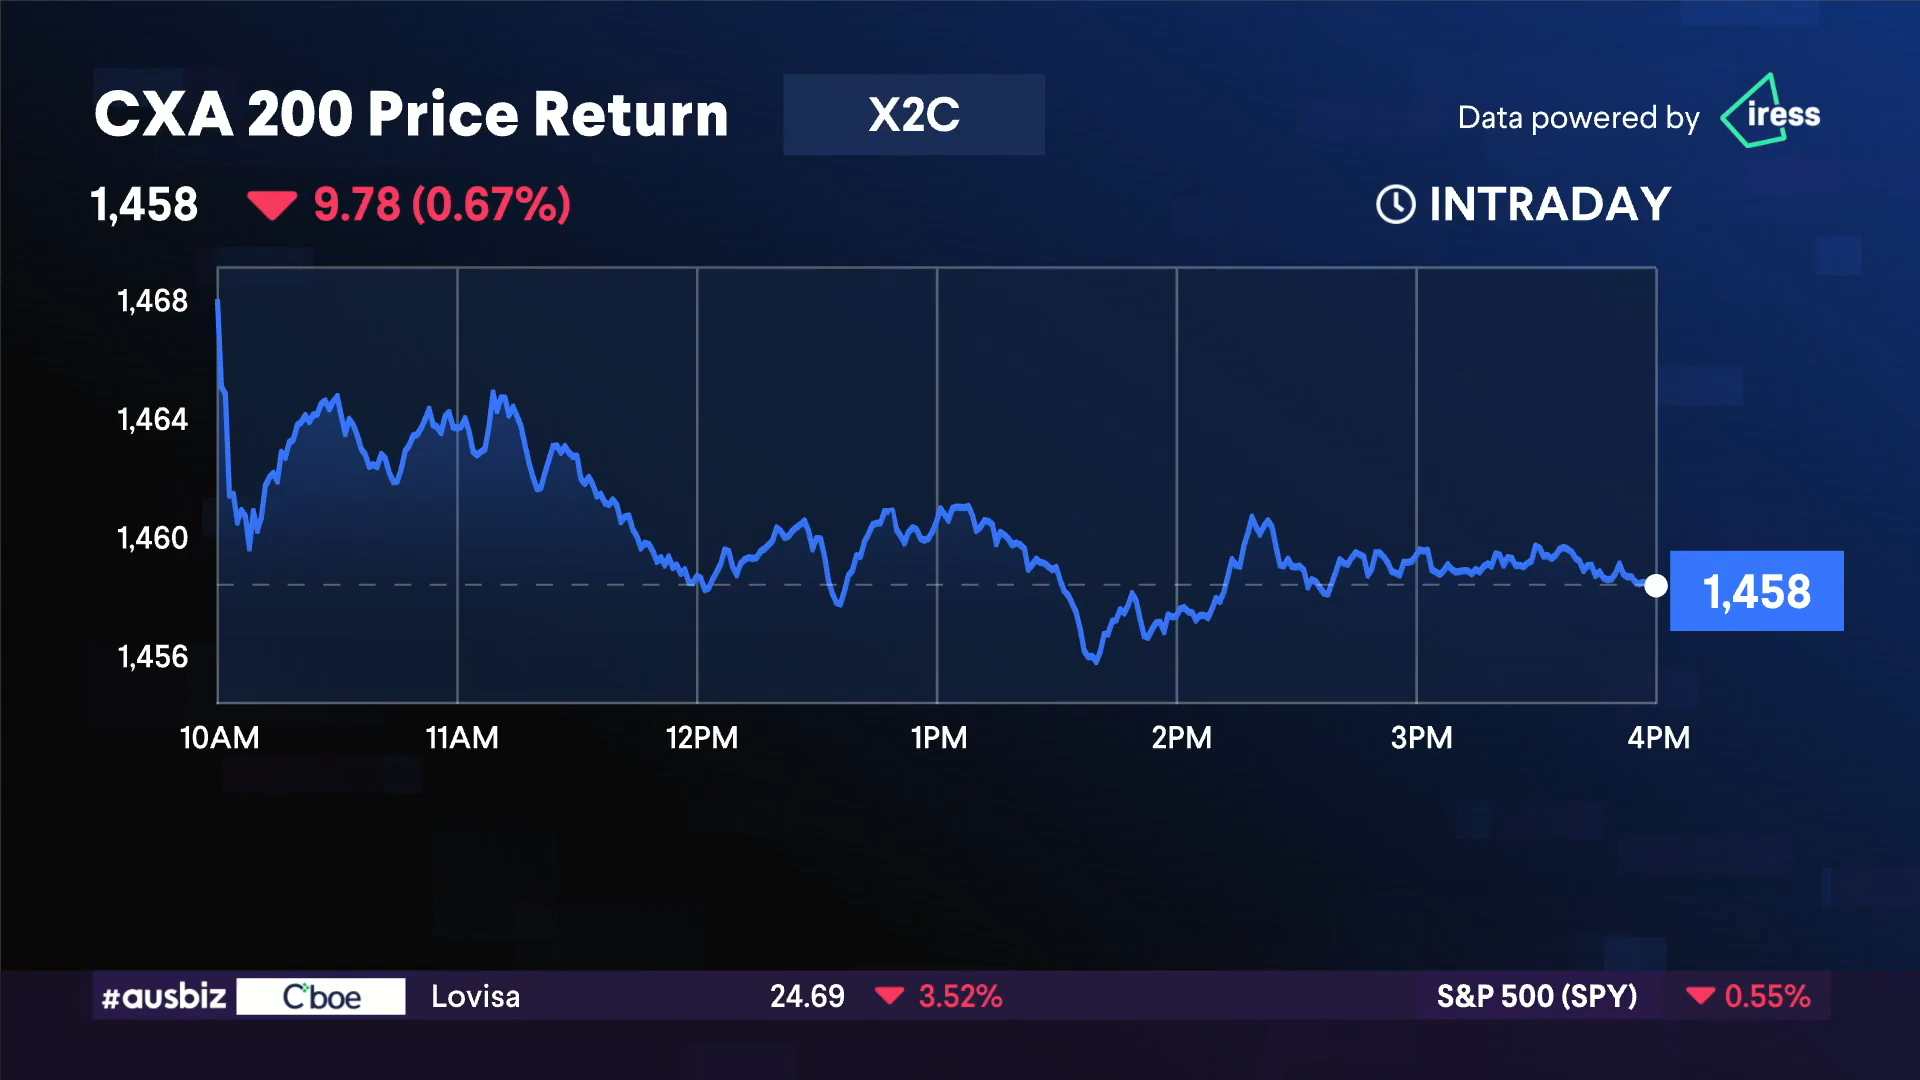 CXA 200 Price Return X2C
Data powered by iress
1,458 9.78 (0.67%)
INTRADAY
1,468
1,464
1,460
1,456
1,458
10AM 11AM 12PM 1PM 2PM 3PM 4PM
#ausbiz Cboe Lovisa 24.69 3.52% S&P 500 (SPY) 0.55%